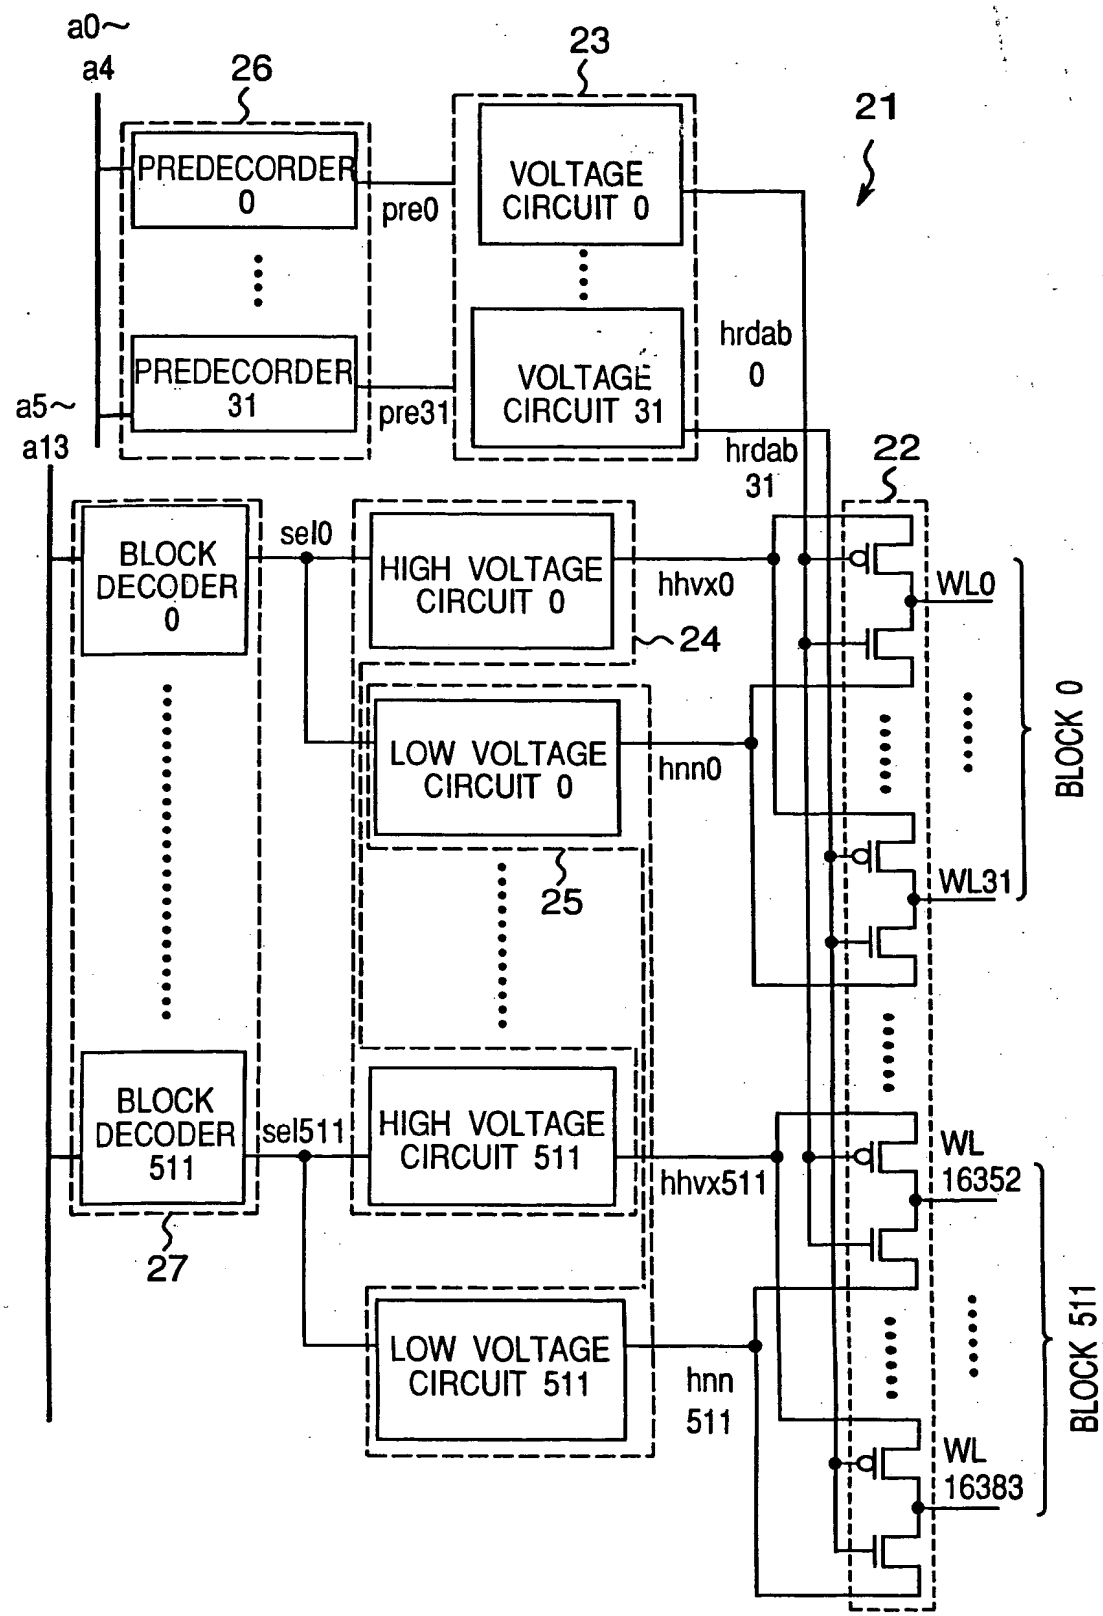 a0~
a4
26
23
21
PREDECORDER
0
pre0
VOLTAGE
CIRCUIT 0
PREDECORDER
31
pre31
VOLTAGE
CIRCUIT 31
hrdab
0
hrdab
31
a5~
a13
22
BLOCK
DECODER
0
sel0
HIGH VOLTAGE
CIRCUIT 0
hhvx0
WL0
24
LOW VOLTAGE
CIRCUIT 0
hnn0
BLOCK 0
25
WL31
BLOCK
DECODER
511
sel511
HIGH VOLTAGE
CIRCUIT 511
hhvx511
WL
16352
27
LOW VOLTAGE
CIRCUIT 511
hnn
511
BLOCK 511
WL
16383